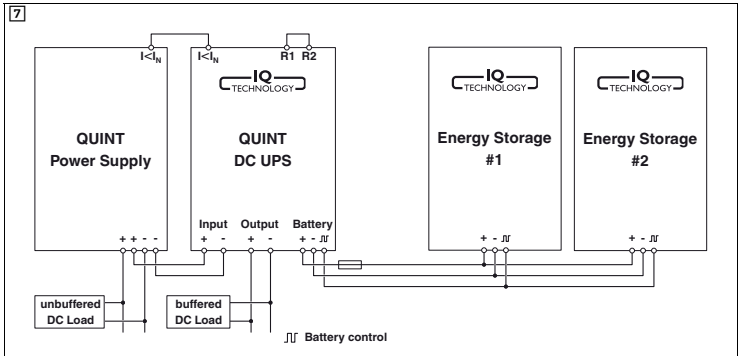 7
I<IN I<IN R1 R2
IQ
TECHNOLOGY
IQ
TECHNOLOGY
IQ
TECHNOLOGY
QUINT
Power Supply
QUINT
DC UPS
Energy Storage
#1
Energy Storage
#2
Input Output Battery
+ + - -
+ - + - + -
+ -
+ -
unbuffered
DC Load
buffered
DC Load
Battery control